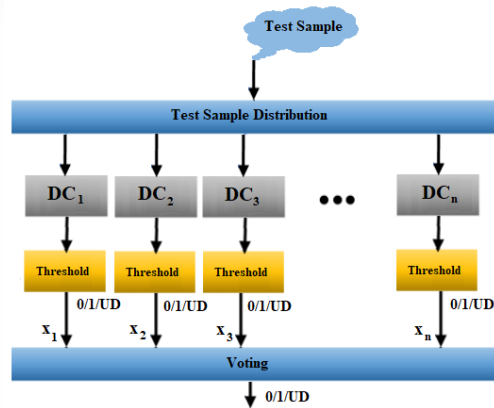 Test Sample
Test Sample Distribution
DC1 DC2 DC3 ••• DCn
Threshold Threshold Threshold Threshold
0/1/UD 0/1/UD 0/1/UD 0/1/UD
x1 x2 x3 xn
Voting
0/1/UD